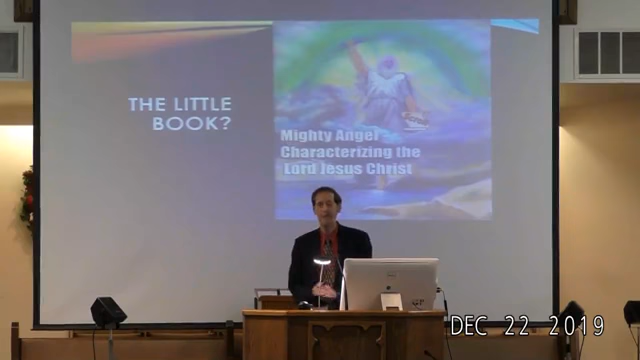 THE LITTLE
BOOK?
Mighty Angel
Characterizing the
Lord Jesus Christ
DEC 22 2019